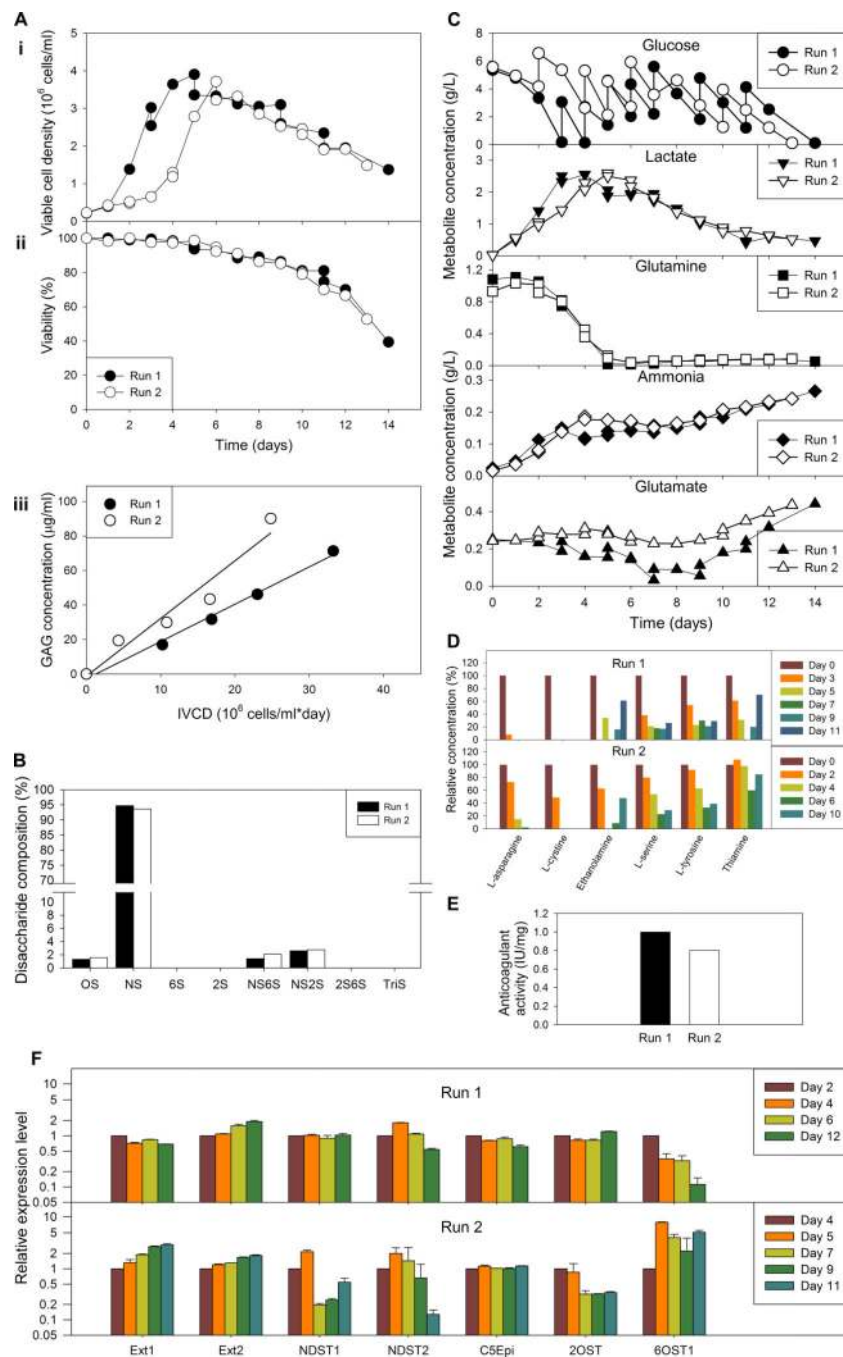 A
i
Viable cell density (10⁶ cells/ml)
5
4
3
2
1
0
ii
Viability (%)
100
80
60
40
20
0
Run 1
Run 2
0 2 4 6 8 10 12 14
Time (days)
iii
GAG concentration (µg/ml)
100
80
60
40
20
0
Run 1
Run 2
0 10 20 30 40
IVCD (10⁶ cells/ml*day)
B
Disaccharide composition (%)
100
95
90
85
80
75
70
10
8
6
4
2
0
Run 1
Run 2
OS NS 6S 2S NS6S NS2S 2S6S TriS
C
Metabolite concentration (g/L)
Glucose
8
6
4
2
0
Run 1
Run 2
Lactate
3
2
1
0
Run 1
Run 2
Metabolite concentration (g/L)
Glutamine
1.2
0.8
0.4
0.0
Run 1
Run 2
Ammonia
0.3
0.2
0.1
0.0
Run 1
Run 2
Metabolite concentration (g/L)
Glutamate
0.6
0.4
0.2
0.0
Run 1
Run 2
0 2 4 6 8 10 12 14
Time (days)
D
Relative concentration (%)
Run 1
120
100
80
60
40
20
0
Day 0
Day 3
Day 5
Day 7
Day 9
Day 11
Run 2
120
100
80
60
40
20
0
Day 0
Day 2
Day 4
Day 6
Day 10
L-asparagine
L-cystine
Ethanolamine
L-serine
L-tyrosine
Thiamine
E
Anticoagulant
activity (IU/mg)
1.2
1.0
0.8
0.6
0.4
0.2
0.0
Run 1 Run 2
F
Relative expression level
Run 1
10
5
2
1
0.5
0.2
0.1
0.05
Day 2
Day 4
Day 6
Day 12
Run 2
10
5
2
1
0.5
0.2
0.1
0.05
Day 4
Day 5
Day 7
Day 9
Day 11
Ext1 Ext2 NDST1 NDST2 C5Epi 2OST 6OST1